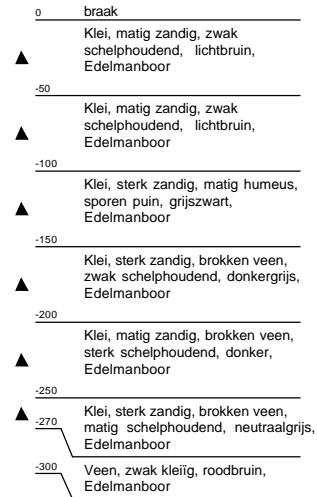 0 braak
Klei, matig zandig, zwak
schelphoudend, lichtbruin,
Edelmanboor
-50
Klei, matig zandig, zwak
schelphoudend, lichtbruin,
Edelmanboor
-100
Klei, sterk zandig, matig humeus,
sporen puin, grijszwart,
Edelmanboor
-150
Klei, sterk zandig, brokken veen,
zwak schelphoudend, donkergrijs,
Edelmanboor
-200
Klei, matig zandig, brokken veen,
sterk schelphoudend, donker,
Edelmanboor
-250
Klei, sterk zandig, brokken veen,
-270 matig schelphoudend, neutraalgrijs,
Edelmanboor
-300 Veen, zwak kleiïg, roodbruin,
Edelmanboor